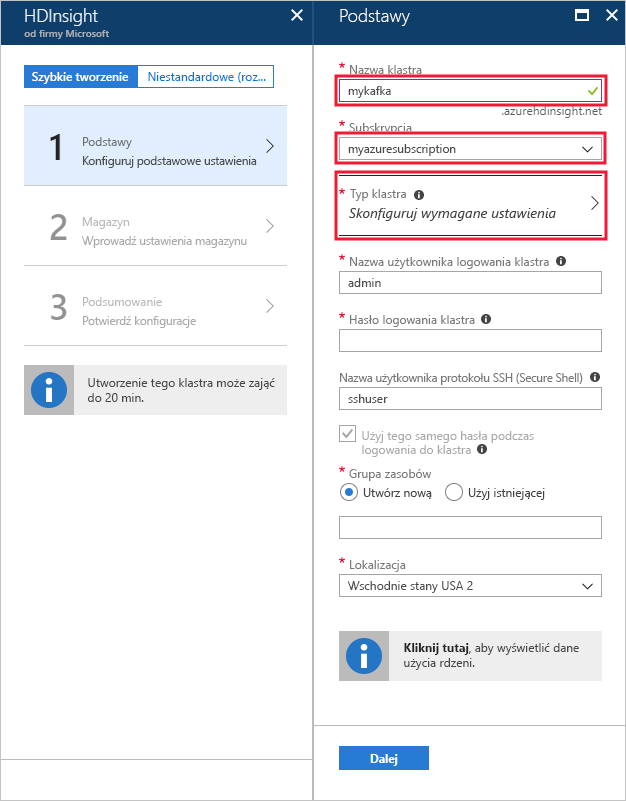 HDInsight
od firmy Microsoft
Szybkie tworzenie
Niestandardowe (roz...
1
Podstawy
Konfiguruj podstawowe ustawienia
2
Magazyn
Wprowadź ustawienia magazynu
3
Podsumowanie
Potwierdź konfiguracje
Utworzenie tego klastra może zająć
do 20 min.
Podstawy
* Nazwa klastra
mykafka
.azurehdinsight.net
* Subskrypcja
myazuresubscription
* Typ klastra
Skonfiguruj wymagane ustawienia
* Nazwa użytkownika logowania klastra
admin
* Hasło logowania klastra
Nazwa użytkownika protokołu SSH (Secure Shell)
sshuser
Użyj tego samego hasła podczas
logowania do klastra
* Grupa zasobów
Utwórz nową
Użyj istniejącej
* Lokalizacja
Wschodnie stany USA 2
Kliknij tutaj, aby wyświetlić dane
użycia rdzeni.
Dalej